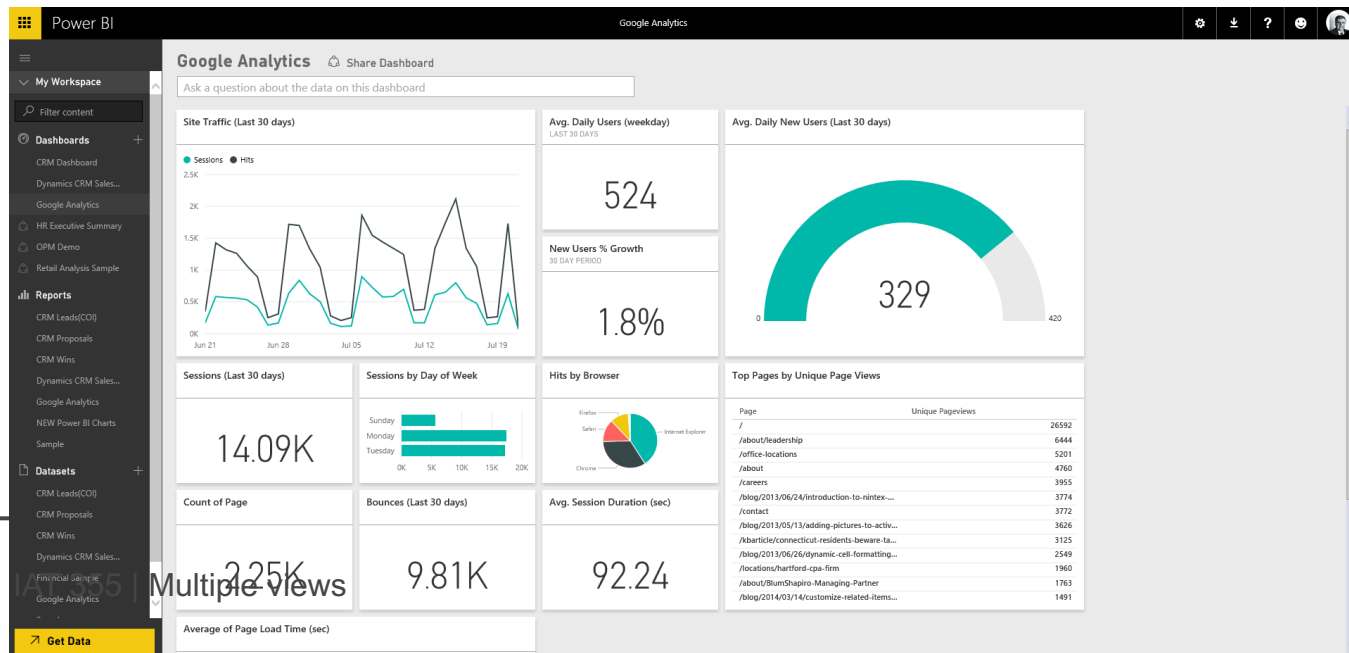 Power BI
Google Analytics
?
My Workspace
Filter content
Dashboards +
CRM Dashboard
Dynamics CRM Sales...
Google Analytics
HR Executive Summary
OPM Demo
Retail Analysis Sample
Reports
CRM Leads(COI)
CRM Proposals
CRM Wins
Dynamics CRM Sales...
Google Analytics
NEW Power BI Charts
Sample
Datasets +
CRM Leads(COI)
CRM Proposals
CRM Wins
Dynamics CRM Sales...
Financial Sample
Google Analytics
Get Data
Google Analytics Share Dashboard
Ask a question about the data on this dashboard
Site Traffic (Last 30 days)
Sessions Hits
2.5K
2K
1.5K
1K
0.5K
0K
Jun 21 Jun 28 Jul 05 Jul 12 Jul 19
Avg. Daily Users (weekday)
LAST 30 DAYS
524
New Users % Growth
30 DAY PERIOD
1.8%
Avg. Daily New Users (Last 30 days)
329
0 420
Sessions (Last 30 days)
14.09K
Sessions by Day of Week
Sunday
Monday
Tuesday
0K 5K 10K 15K 20K
Hits by Browser
Firefox
Safari
Internet Explorer
Chrome
Top Pages by Unique Page Views
Page Unique Pageviews
/ 26592
/about/leadership 6444
/office-locations 5201
/about 4760
/careers 3955
/blog/2013/06/24/introduction-to-nintex-... 3774
/contact 3772
/blog/2013/05/13/adding-pictures-to-activ... 3626
/kbarticle/connecticut-residents-beware-ta... 3125
/blog/2013/06/26/dynamic-cell-formatting... 2549
/locations/hartford-cpa-firm 1960
/about/BlumShapiro-Managing-Partner 1763
/blog/2014/03/14/customize-related-items... 1491
Count of Page
2.25K
Bounces (Last 30 days)
9.81K
Avg. Session Duration (sec)
92.24
Average of Page Load Time (sec)
IAT 355 | Multiple views